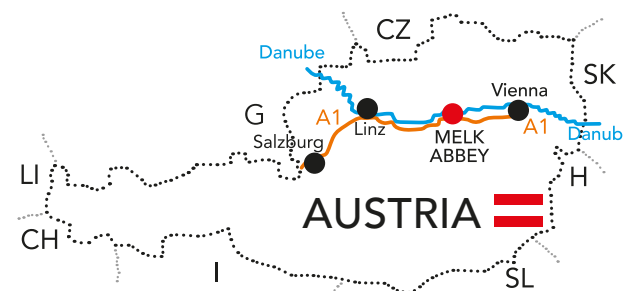 CZ
Danube
SK
Vienna
G
A1
Linz
A1
Danub
Salzburg
MELK
ABBEY
LI
H
AUSTRIA
CH
I
SL